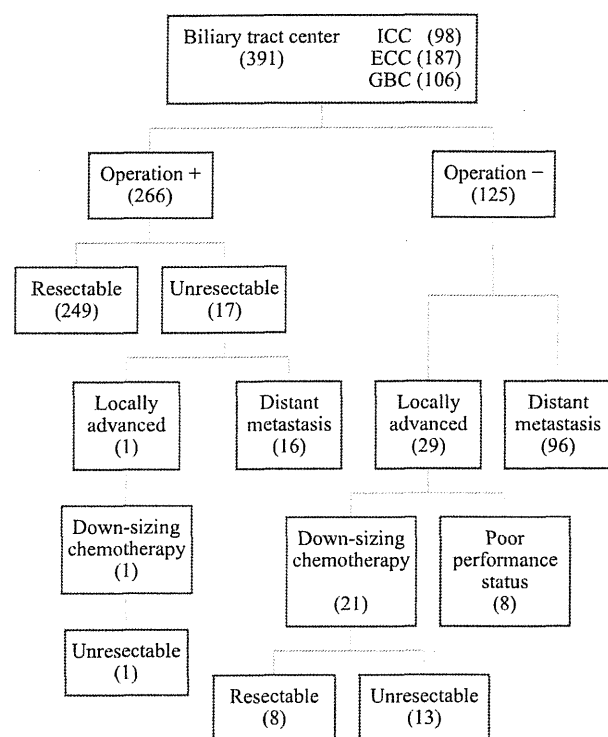 Biliary tract center
(391)
ICC (98)
ECC (187)
GBC (106)
Operation +
(266)
Operation −
(125)
Resectable
(249)
Unresectable
(17)
Locally
advanced
(1)
Distant
metastasis
(16)
Locally
advanced
(29)
Distant
metastasis
(96)
Down-sizing
chemotherapy
(1)
Down-sizing
chemotherapy
(21)
Poor
performance
status
(8)
Unresectable
(1)
Resectable
(8)
Unresectable
(13)